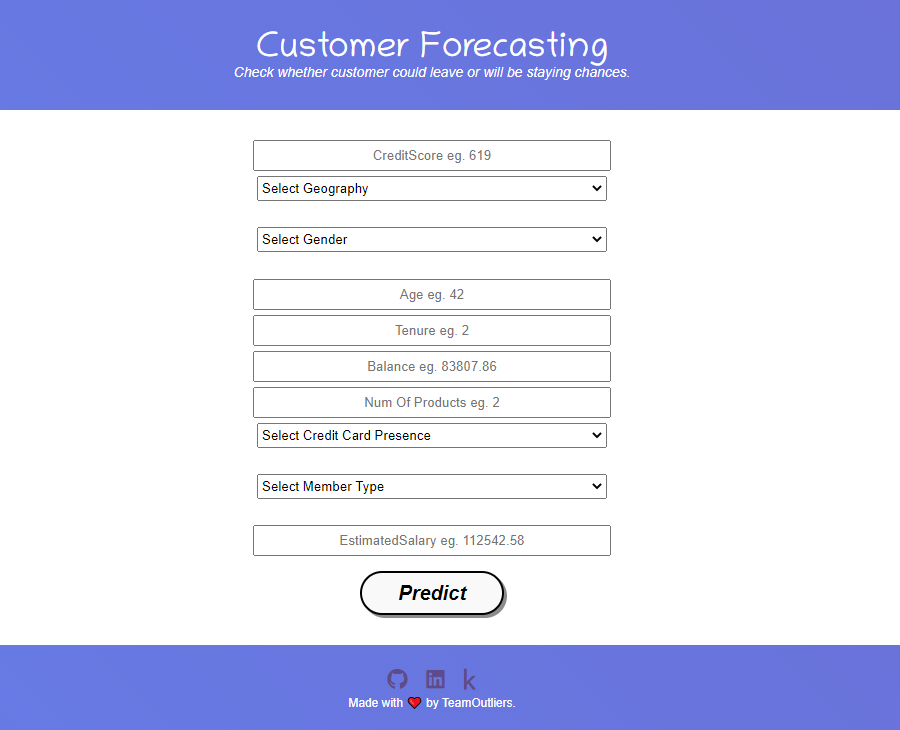 Customer Forecasting
Check whether customer could leave or will be staying chances.
CreditScore eg. 619
Select Geography
Select Gender
Age eg. 42
Tenure eg. 2
Balance eg. 83807.86
Num Of Products eg. 2
Select Credit Card Presence
Select Member Type
EstimatedSalary eg. 112542.58
Predict
in k
Made with ❤️ by TeamOutliers.